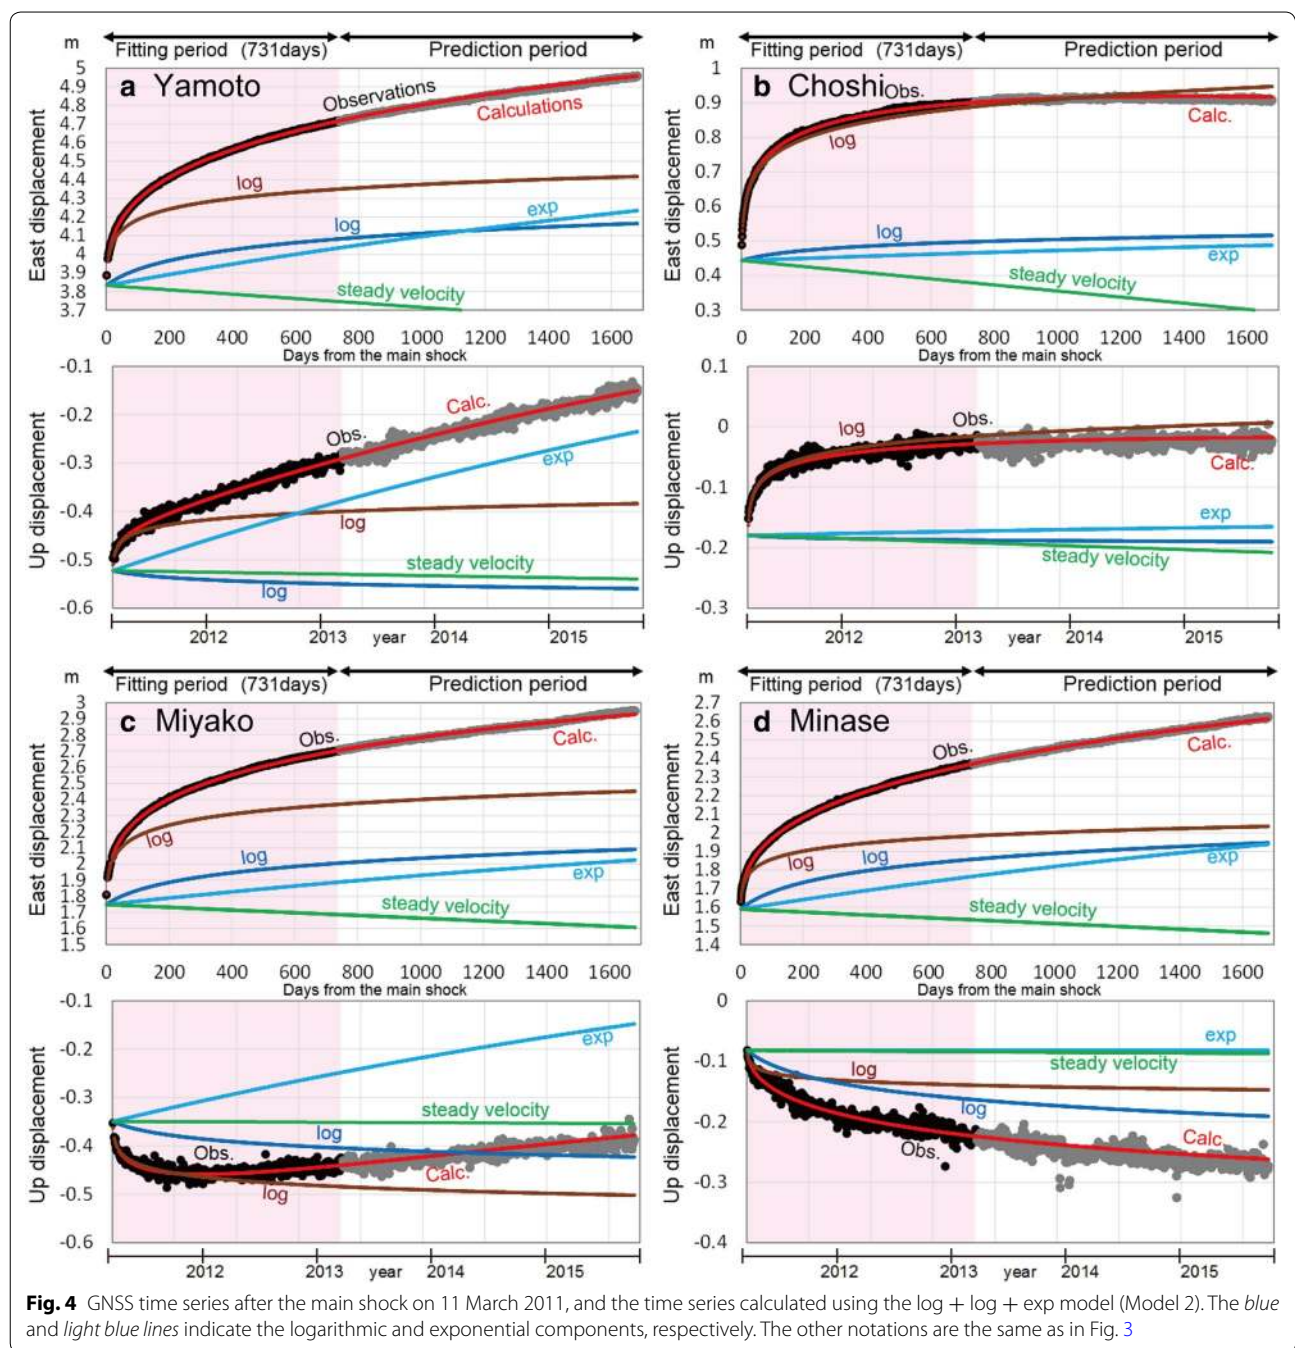 Fitting period (731days) Prediction period
m
a Yamoto
East displacement
5
4.9
4.8
4.7
4.6
4.5
4.4
4.3
4.2
4.1
4
3.9
3.8
3.7
Observations
Calculations
log
log
exp
steady velocity
0 200 400 600 800 1000 1200 1400 1600
Days from the main shock
Up displacement
-0.1
-0.2
-0.3
-0.4
-0.5
-0.6
Calc.
Obs.
exp
log
steady velocity
log
2012 2013 year 2014 2015
Fitting period (731days) Prediction period
m
b Choshi
East displacement
1
0.9
0.8
0.7
0.6
0.5
0.4
0.3
Obs.
Calc.
log
log
exp
steady velocity
0 200 400 600 800 1000 1200 1400 1600
Days from the main shock
Up displacement
0.1
0
-0.1
-0.2
-0.3
log
Obs.
Calc.
exp
steady velocity
2012 2013 year 2014 2015
Fitting period (731days) Prediction period
m
c Miyako
East displacement
3
2.9
2.8
2.7
2.6
2.5
2.4
2.3
2.2
2.1
2
1.9
1.8
1.7
1.6
1.5
Obs.
Calc.
log
log
exp
steady velocity
0 200 400 600 800 1000 1200 1400 1600
Days from the main shock
Up displacement
-0.1
-0.2
-0.3
-0.4
-0.5
-0.6
exp
steady velocity
log
Obs.
Calc.
log
2012 2013 year 2014 2015
Fitting period (731days) Prediction period
m
d Minase
East displacement
2.7
2.6
2.5
2.4
2.3
2.2
2.1
2
1.9
1.8
1.7
1.6
1.5
1.4
Obs.
Calc.
log
log
exp
steady velocity
0 200 400 600 800 1000 1200 1400 1600
Days from the main shock
Up displacement
0
-0.1
-0.2
-0.3
-0.4
exp
steady velocity
log
log
Obs.
Calc.
2012 2013 year 2014 2015
Fig. 4 GNSS time series after the main shock on 11 March 2011, and the time series calculated using the log + log + exp model (Model 2). The blue
and light blue lines indicate the logarithmic and exponential components, respectively. The other notations are the same as in Fig. 3